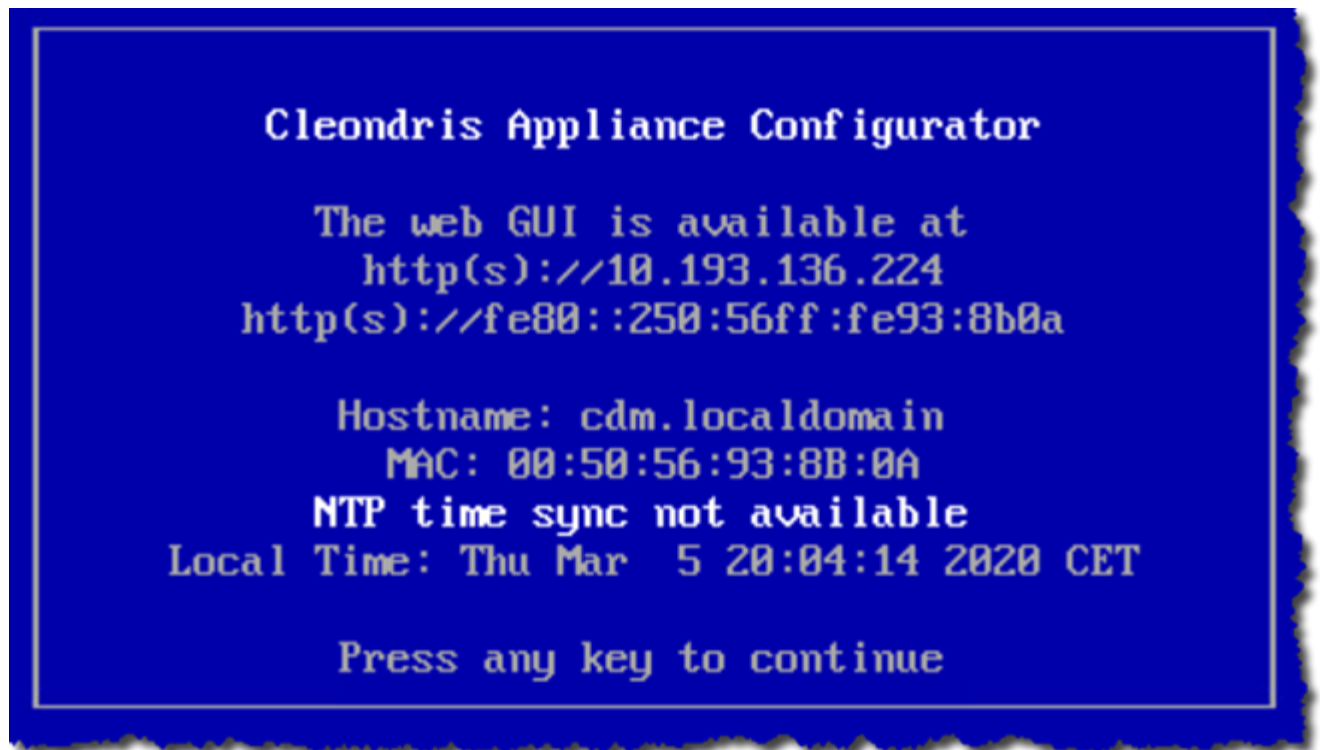 Cleondris Appliance Configurator
The web GUI is available at
http(s)://10.193.136.224
http(s)://fe80::250:56ff:fe93:8b0a
Hostname: cdm.localdomain
MAC: 00:50:56:93:8B:0A
NTP time sync not available
Local Time: Thu Mar  5 20:04:14 2020 CET
Press any key to continue